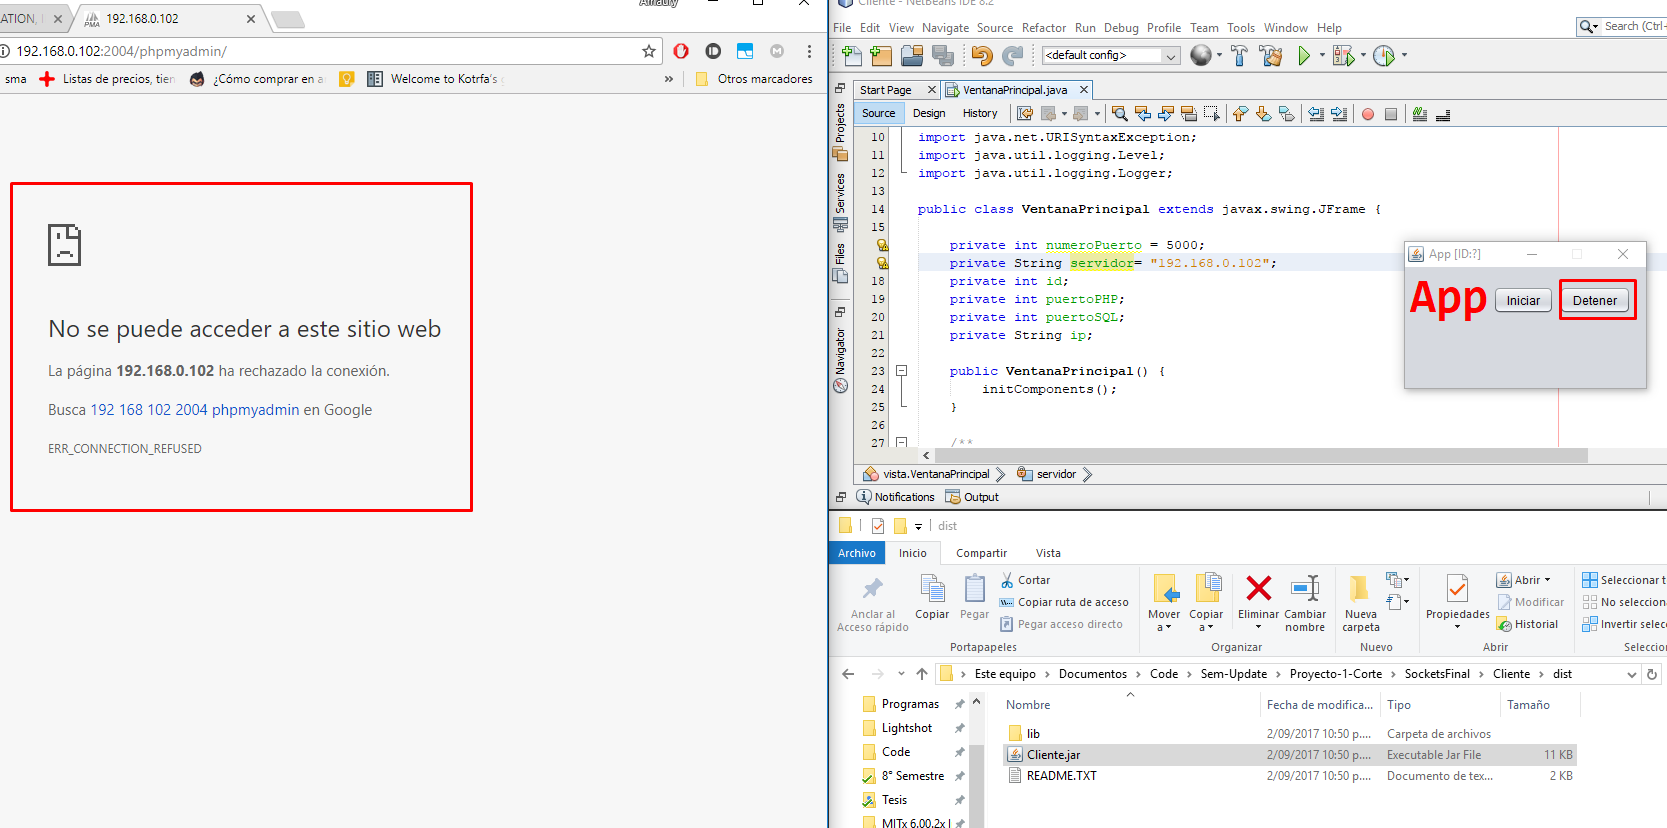 ATION, I
192.168.0.102
Amaury
192.168.0.102:2004/phpmyadmin/
sma
Listas de precios, tien
¿Cómo comprar en a
Welcome to Kotrfa's
»
Otros marcadores
No se puede acceder a este sitio web
La página 192.168.0.102 ha rechazado la conexión.
Busca 192 168 102 2004 phpmyadmin en Google
ERR_CONNECTION_REFUSED
Cliente - NetBeans IDE 8.2
File Edit View Navigate Source Refactor Run Debug Profile Team Tools Window Help
Search (Ctrl-
<default config>
Start Page
VentanaPrincipal.java
Source Design History
Projects
Services
Files
Navigator
10 import java.net.URISyntaxException;
11 import java.util.logging.Level;
12 import java.util.logging.Logger;
13
14 public class VentanaPrincipal extends javax.swing.JFrame {
15
private int numeroPuerto = 5000;
private String servidor= "192.168.0.102";
18 private int id;
19 private int puertoPHP;
20 private int puertoSQL;
21 private String ip;
22
23 public VentanaPrincipal() {
24 initComponents();
25 }
26
27 /**
App [ID:?]
App
Iniciar
Detener
vista.VentanaPrincipal
servidor
Notifications
Output
dist
Archivo Inicio Compartir Vista
Anclar al
Acceso rápido
Copiar
Pegar
Cortar
Copiar ruta de acceso
Pegar acceso directo
Portapapeles
Mover
a
Copiar
a
Eliminar
Cambiar
nombre
Organizar
Nueva
carpeta
Nuevo
Propiedades
Abrir
Modificar
Historial
Abrir
Seleccionar t
No selecciona
Invertir selec
Seleccior
Este equipo > Documentos > Code > Sem-Update > Proyecto-1-Corte > SocketsFinal > Cliente > dist
Programas
Lightshot
Code
8° Semestre
Tesis
MITx 6.00.2x I
Nombre Fecha de modifica... Tipo Tamaño
lib 2/09/2017 10:50 p.... Carpeta de archivos
Cliente.jar 2/09/2017 10:50 p.... Executable Jar File 11 KB
README.TXT 2/09/2017 10:50 p.... Documento de tex... 2 KB